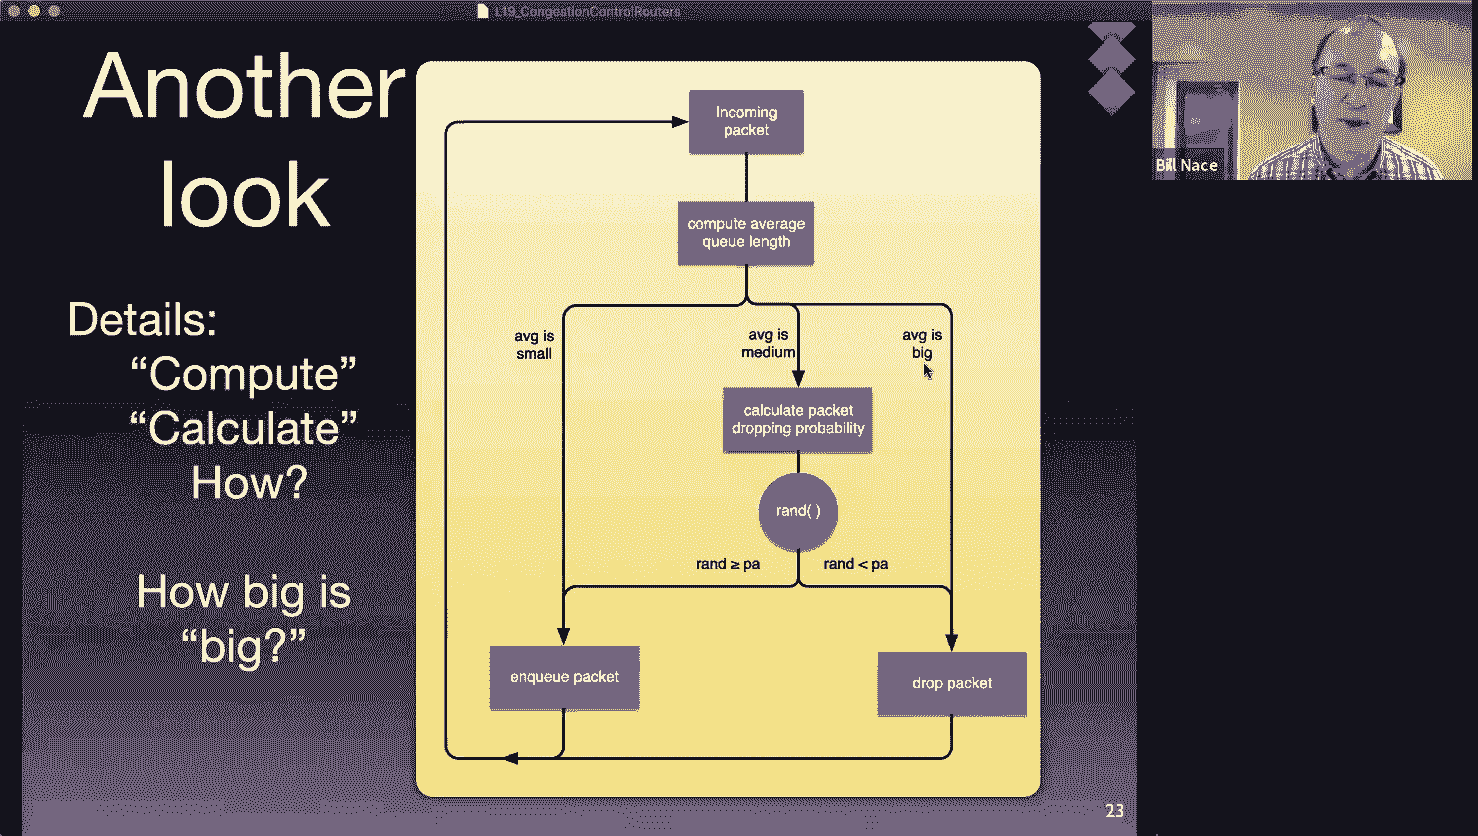 L19_CongestionControlRouters
Another
look
Details:
“Compute”
“Calculate”
How?
How big is
“big?”
Incoming
packet
compute average
queue length
avg is
small
avg is
medium
avg is
big
calculate packet
dropping probability
rand( )
rand ≥ pa
rand < pa
enqueue packet
drop packet
23
Bill Nace